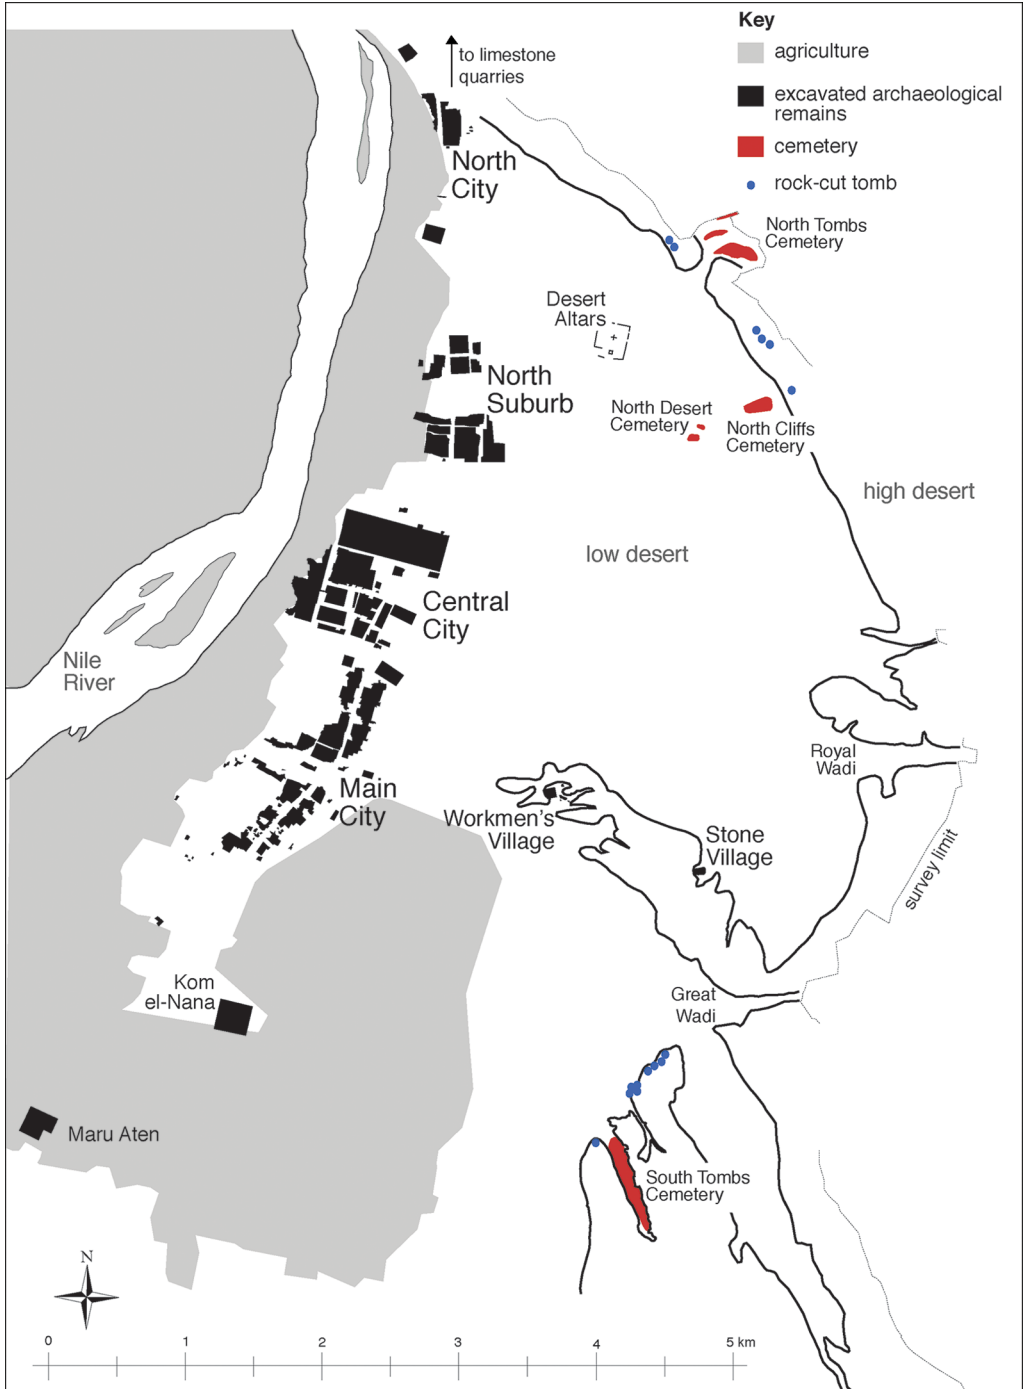 Key
agriculture
excavated archaeological
remains
cemetery
rock-cut tomb
to limestone
quarries
North
City
North Tombs
Cemetery
Desert
Altars
North
Suburb
North Desert
Cemetery
North Cliffs
Cemetery
high desert
low desert
Central
City
Nile
River
Royal
Wadi
Main
City
Workmen's
Village
Stone
Village
survey limit
Kom
el-Nana
Great
Wadi
Maru Aten
South Tombs
Cemetery
N
0 1 2 3 4 5 km